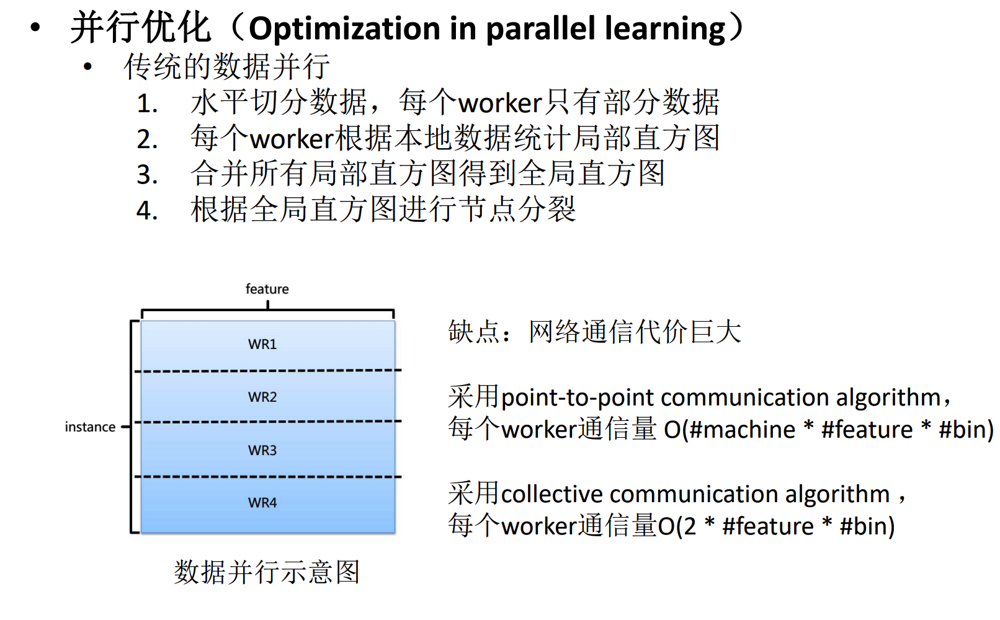 • 并行优化（Optimization in parallel learning）
• 传统的数据并行
1. 水平切分数据，每个worker只有部分数据
2. 每个worker根据本地数据统计局部直方图
3. 合并所有局部直方图得到全局直方图
4. 根据全局直方图进行节点分裂
feature
WR1
WR2
instance
WR3
WR4
数据并行示意图
缺点：网络通信代价巨大
采用point-to-point communication algorithm，
每个worker通信量 O(#machine * #feature * #bin)
采用collective communication algorithm ，
每个worker通信量O(2 * #feature * #bin)